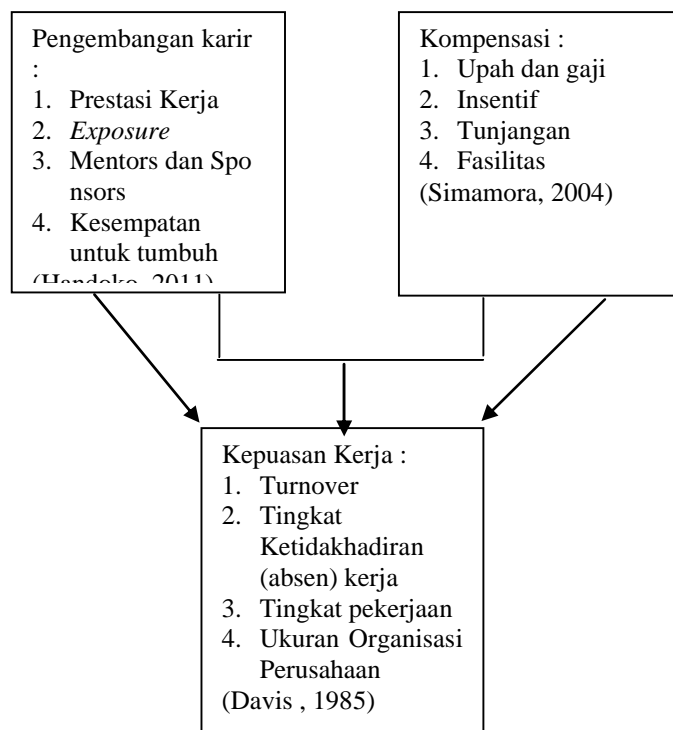 Pengembangan karir
:
1. Prestasi Kerja
2. Exposure
3. Mentors dan Spo
nsors
4. Kesempatan
untuk tumbuh
(Handoko, 2011)
Kompensasi :
1. Upah dan gaji
2. Insentif
3. Tunjangan
4. Fasilitas
(Simamora, 2004)
Kepuasan Kerja :
1. Turnover
2. Tingkat
Ketidakhadiran
(absen) kerja
3. Tingkat pekerjaan
4. Ukuran Organisasi
Perusahaan
(Davis , 1985)